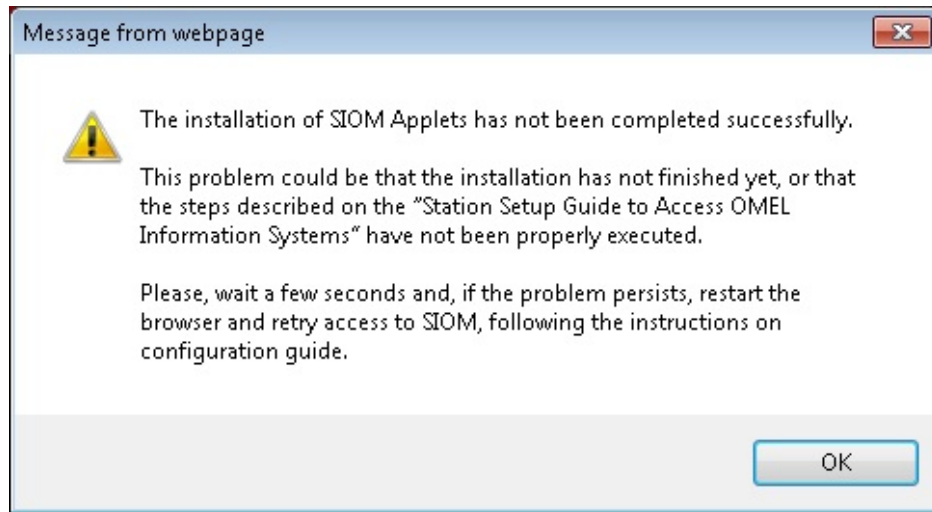 Message from webpage
The installation of SIOM Applets has not been completed successfully.
This problem could be that the installation has not finished yet, or that
the steps described on the "Station Setup Guide to Access OMEL
Information Systems" have not been properly executed.
Please, wait a few seconds and, if the problem persists, restart the
browser and retry access to SIOM, following the instructions on
configuration guide.
OK